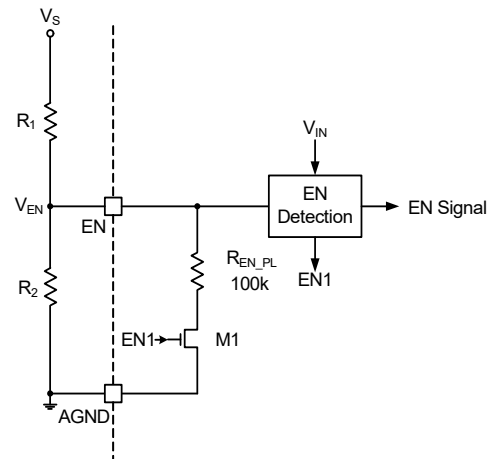 VS
R1
VIN
EN
Detection
EN Signal
VEN
EN
REN_PL
100k
EN1
R2
EN1
M1
AGND